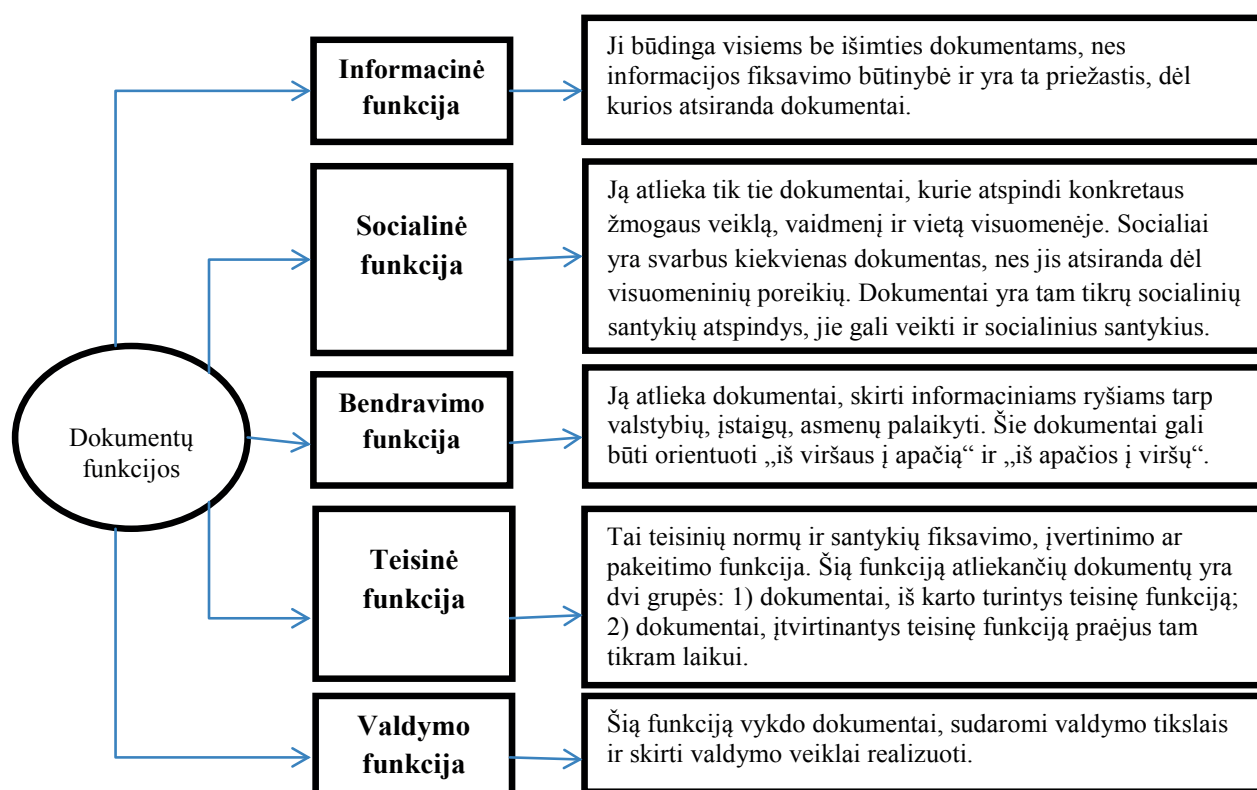 Dokumentų
funkcijos
Informacinė
funkcija
Ji būdinga visiems be išimties dokumentams, nes
informacijos fiksavimo būtinybė ir yra ta priežastis, dėl
kurios atsiranda dokumentai.
Socialinė
funkcija
Ją atlieka tik tie dokumentai, kurie atspindi konkretaus
žmogaus veiklą, vaidmenį ir vietą visuomenėje. Socialiai
yra svarbus kiekvienas dokumentas, nes jis atsiranda dėl
visuomeninių poreikių. Dokumentai yra tam tikrų socialinių
santykių atspindys, jie gali veikti ir socialinius santykius.
Bendravimo
funkcija
Ją atlieka dokumentai, skirti informaciniams ryšiams tarp
valstybių, įstaigų, asmenų palaikyti. Šie dokumentai gali
būti orientuoti „iš viršaus į apačią“ ir „iš apačios į viršų“.
Teisinė
funkcija
Tai teisinių normų ir santykių fiksavimo, įvertinimo ar
pakeitimo funkcija. Šią funkciją atliekančių dokumentų yra
dvi grupės: 1) dokumentai, iš karto turintys teisinę funkciją;
2) dokumentai, įtvirtinantys teisinę funkciją praėjus tam
tikram laikui.
Valdymo
funkcija
Šią funkciją vykdo dokumentai, sudaromi valdymo tikslais
ir skirti valdymo veiklai realizuoti.